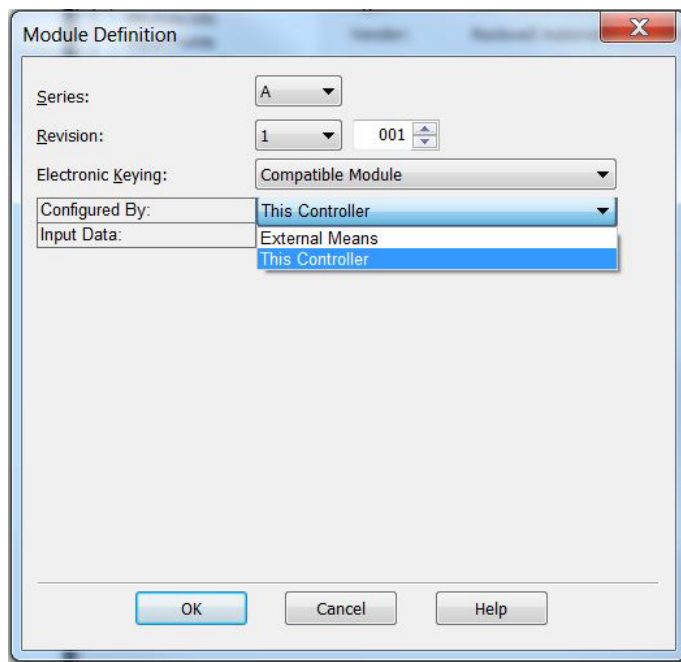 Module Definition
Series: A
Revision: 1 001
Electronic Keying: Compatible Module
Configured By: This Controller
Input Data: External Means
This Controller
OK Cancel Help